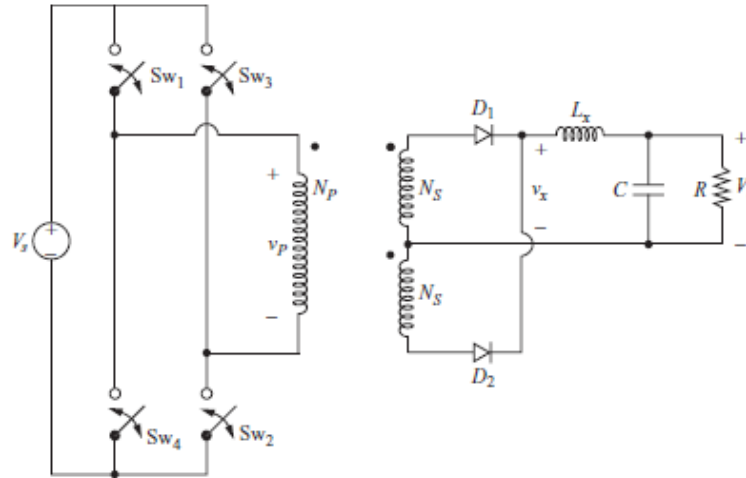 Sw1
Sw3
D1
Lx
+
+
+
NP
NS
vx
C
R
V
Vs
+
−
vP
−
−
−
NS
D2
Sw4
Sw2